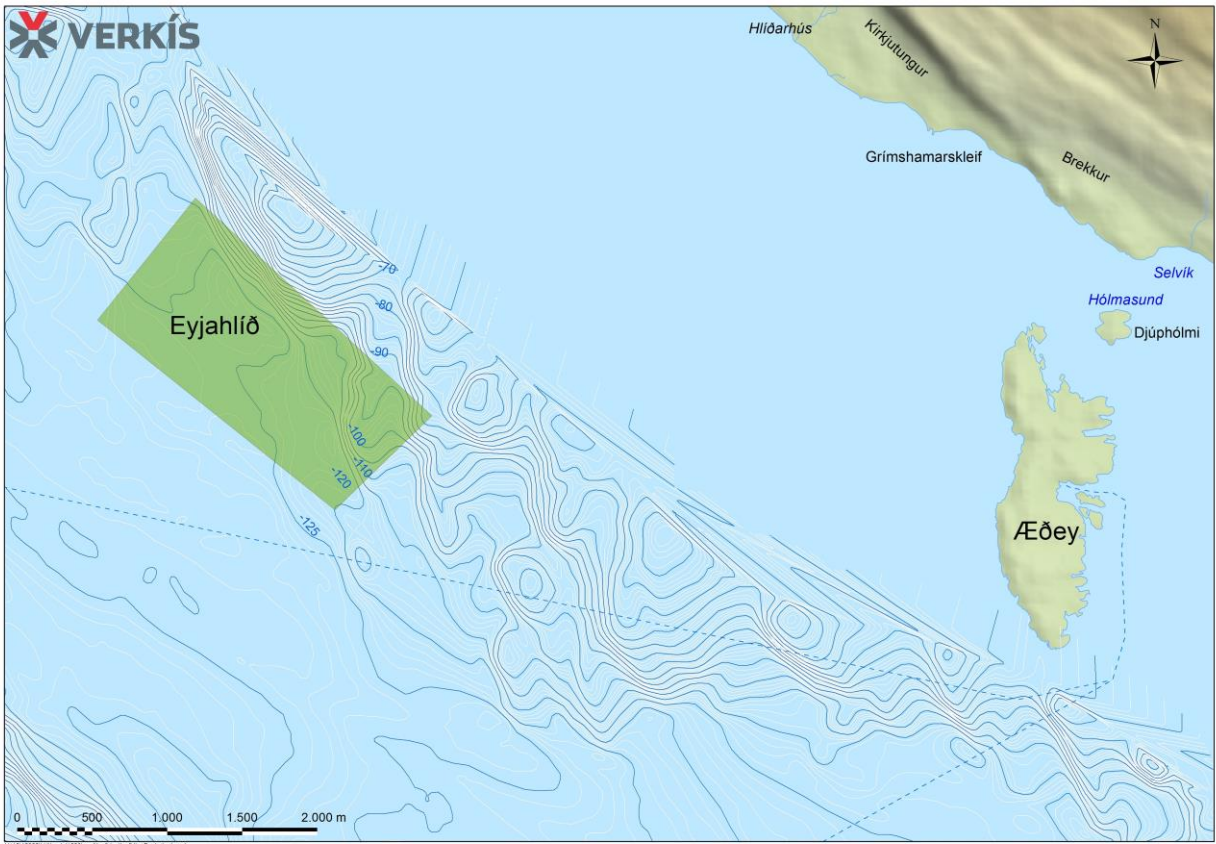 VERKÍS
Hlíðarhús
Kirkjutungur
N
Grímshamarskleif
Brekkur
Selvík
Hólmasund
Djúphólmi
Eyjahlíð
-70
-80
-90
-100
-110
-120
-125
Æðey
0 500 1.000 1.500 2.000 m